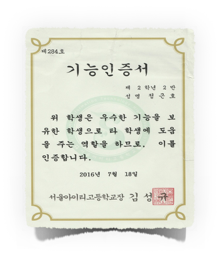 제284호
기능인증서
제 2 학년 2 반
성명 정은호
위 학생은 우수한 기능을 보
유한 학생으로 타 학생에 도움
을 주는 역할을 하므로, 이를
인증합니다.
2016년 7월 18일
서울아이티고등학교장 김성규